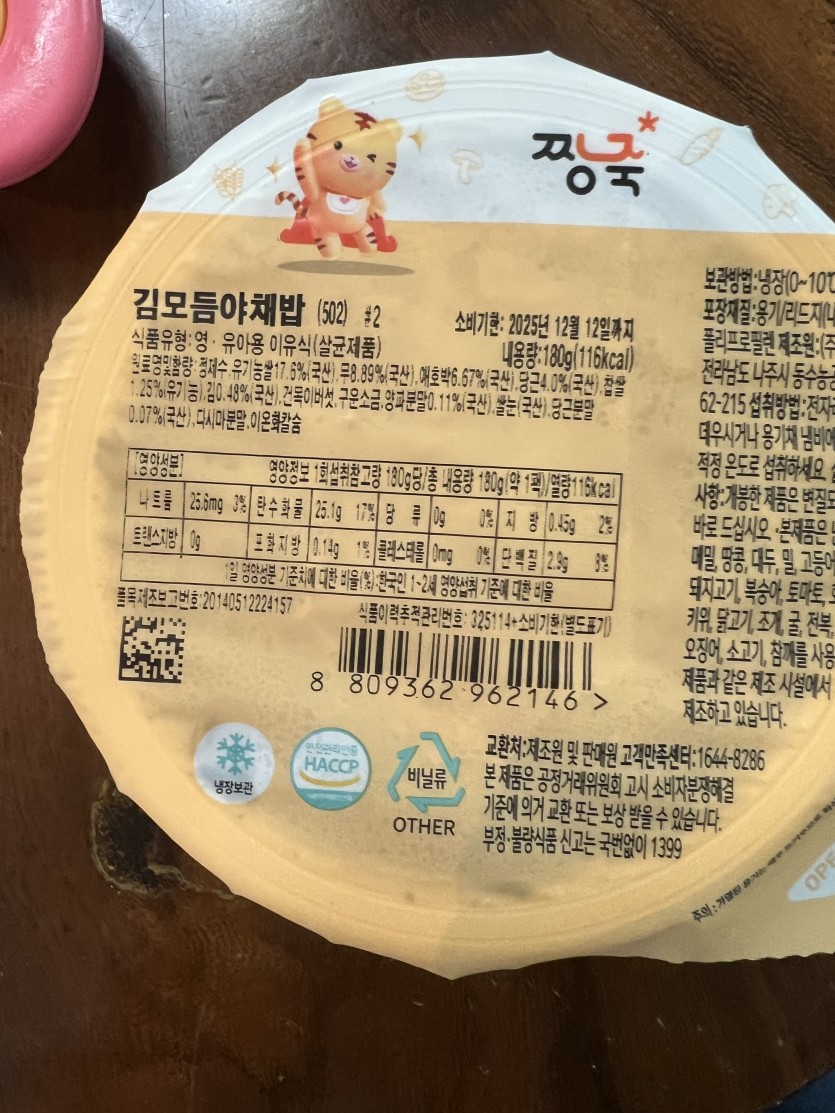 짱죽
김모듬야채밥 (502) #2
소비기한: 2025년 12월 12일까지
식품유형:영·유아용 이유식(살균제품)
내용량:180g(116kcal)
원료명및함량:정제수,유기농쌀17.6%(국산),무8.89%(국산),애호박6.67%(국산),당근4.0%(국산),찹쌀
1.25%(유기농),김0.48%(국산),건목이버섯,구운소금,양파분말0.11%(국산),쌀눈(국산),당근분말
0.07%(국산),다시마분말,이온화칼슘
[영양성분] 영양정보 1회섭취참고량 180g당/총 내용량 180g(약 1팩)/열량116kcal
나트륨 25.6mg 3% 탄수화물 25.1g 17% 당류 0g 0% 지방 0.45g 2%
트랜스지방 0g 포화지방 0.14g 1% 콜레스테롤 0mg 0% 단백질 2.9g 8%
1일 영양성분 기준치에 대한 비율(%):한국인 1~2세 영양섭취 기준에 대한 비율
품목제조보고번호:20140512224157
식품이력추적관리번호: 325114+소비기한(별도표기)
8 809362 962146 >
냉장보관
안전관리인증
HACCP
비닐류
OTHER
교환처:제조원 및 판매원 고객만족센터:1644-8286
본 제품은 공정거래위원회 고시 소비자분쟁해결
기준에 의거 교환 또는 보상 받을 수 있습니다.
부정·불량식품 신고는 국번없이 1399
보관방법:냉장(0~10℃
포장재질:용기/리드지(내
폴리프로필렌 제조원:(주
전라남도 나주시 동수농공
62-215 섭취방법:전자
데우시거나 용기채 냄비에
적정 온도로 섭취하세요.
사항:개봉한 제품은 변질되
바로 드십시오. 본제품은
메밀, 땅콩, 대두, 밀, 고등어
돼지고기, 복숭아, 토마토,
키위, 닭고기, 조개, 굴, 전복,
오징어, 소고기, 참깨를 사용
제품과 같은 제조 시설에서
제조하고 있습니다.